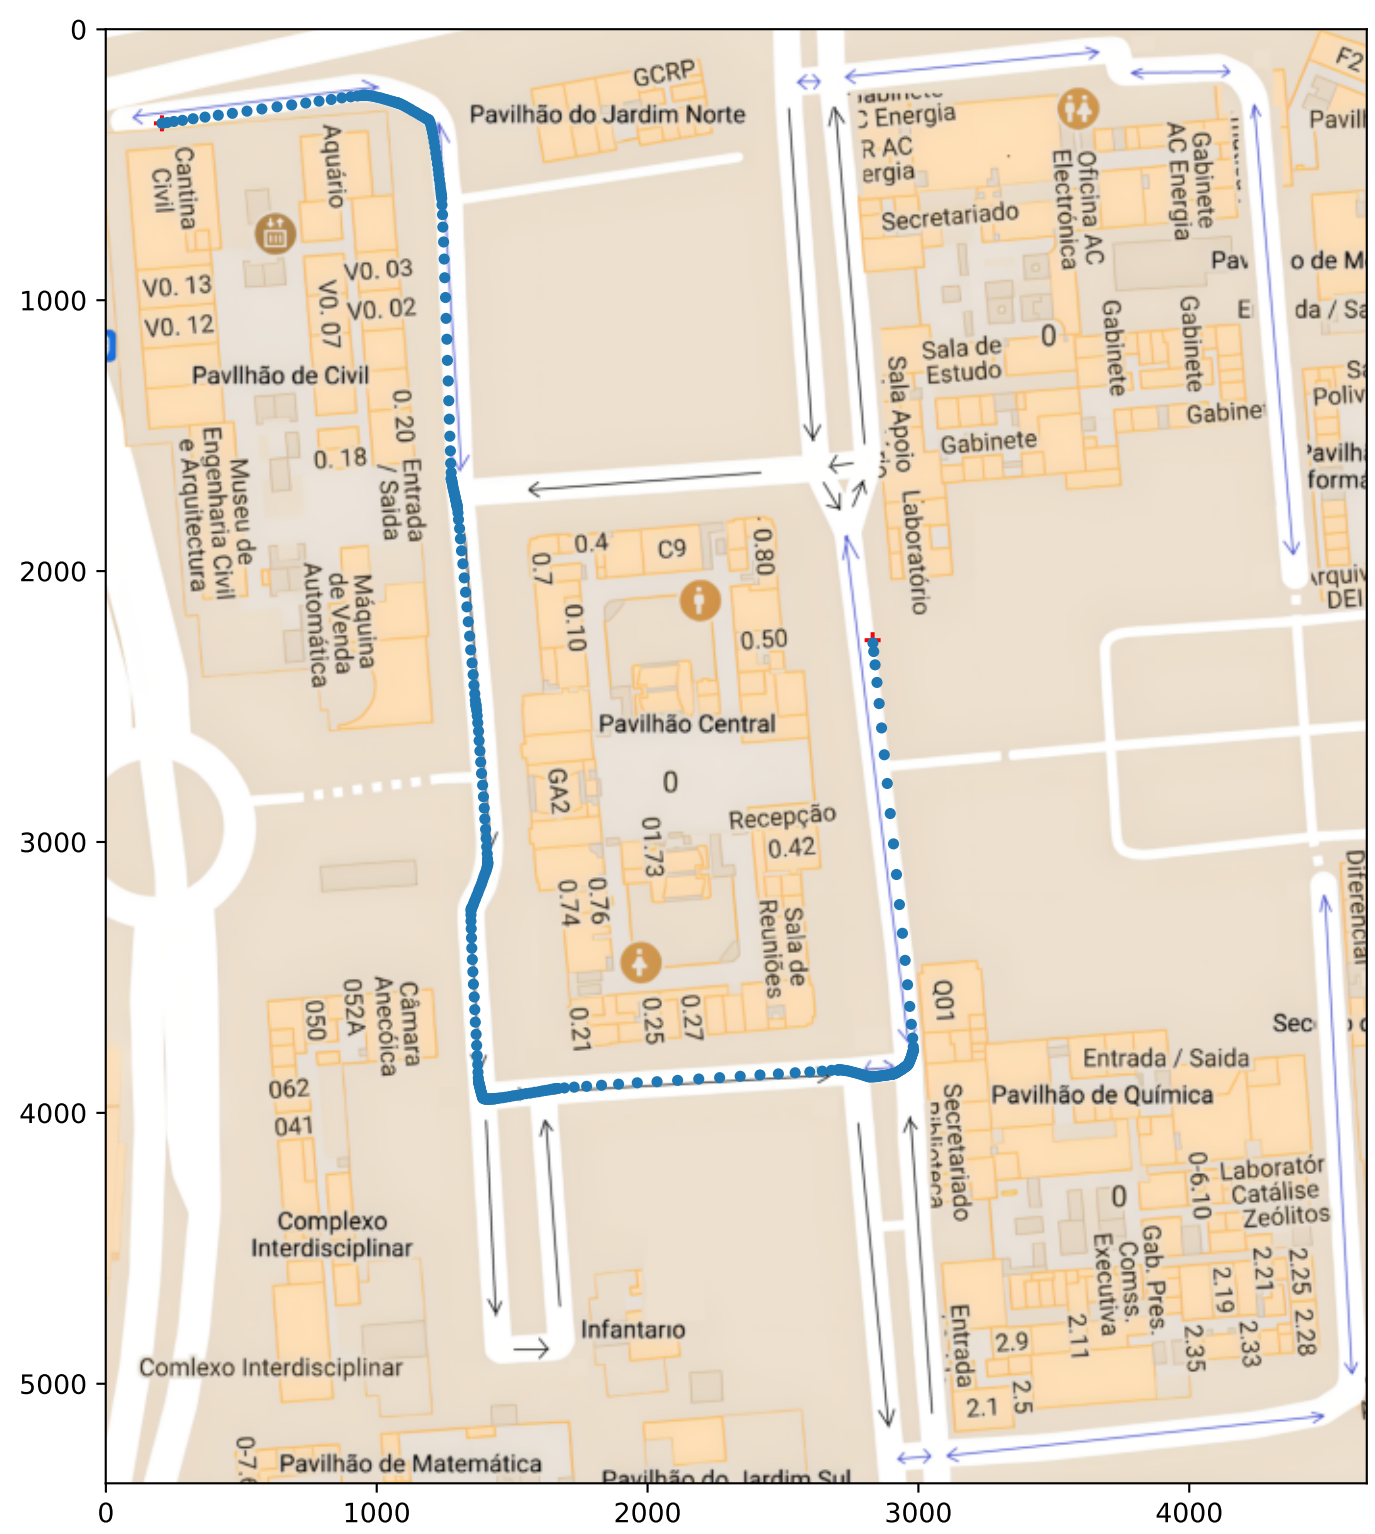 0
1000
2000
3000
4000
5000
0
1000
2000
3000
4000
GCRP
Pavilhão do Jardim Norte
Cantina
Civil
Aquário
V0. 13
V0. 12
V0. 03
V0. 02
V0. 07
Pavilhão de Civil
0. 20
0. 18
Museu de
Engenharia Civil
e Arquitectura
Entrada
/ Saida
Máquina
de Venda
Automática
C Energia
R AC
ergia
Secretariado
Oficina AC
Electrónica
Gabinete
AC Energia
F2
Pavill
0
Sala de
Estudo
Sala Apoio
Gabinete
Gabinete
Gabinete
Gabine
Laboratório
Poliv
forma
DEI
0.4
C9
0.80
0.7
0.10
0.50
Pavilhão Central
0
GA2
Recepção
01.73
0.42
0.74
0.76
Sala de
Reuniões
0.21
0.25
0.27
Câmara
Anecóica
052A
050
062
041
Complexo
Interdisciplinar
Comlexo Interdisciplinar
Infantario
Pavilhão de Matemática
Pavilhão do Jardim Sul
Q01
Entrada / Saida
Pavilhão de Química
Secretariado
Biblioteca
0
0-6.10
Laboratór
Catálise
Zeólitos
Gab. Pres.
Comss.
Executiva
2.19
2.21
2.25
2.28
2.33
2.35
2.11
2.9
2.5
2.1
Entrada
Diferencial